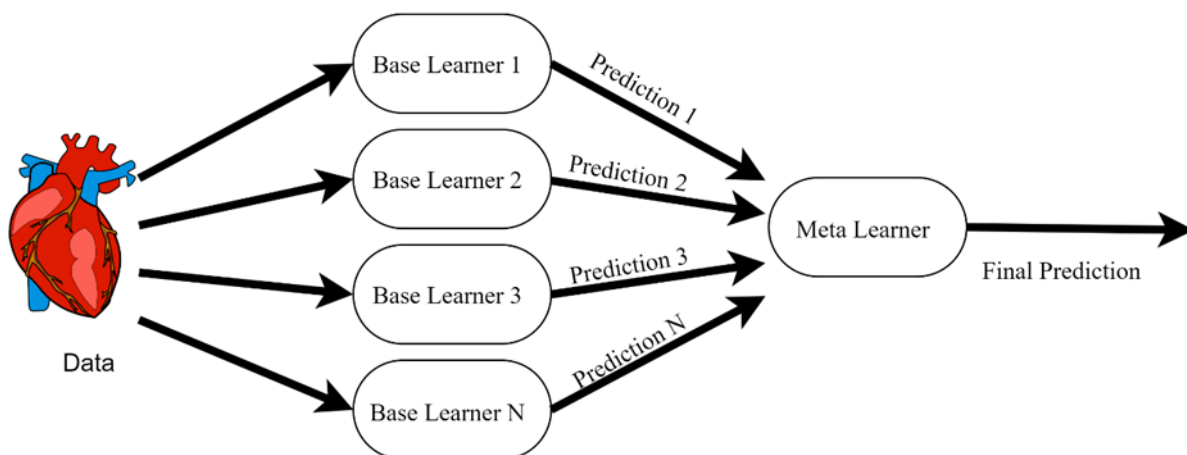 Base Learner 1
Prediction 1
Base Learner 2
Prediction 2
Meta Learner
Final Prediction
Base Learner 3
Prediction 3
Data
Base Learner N
Prediction N